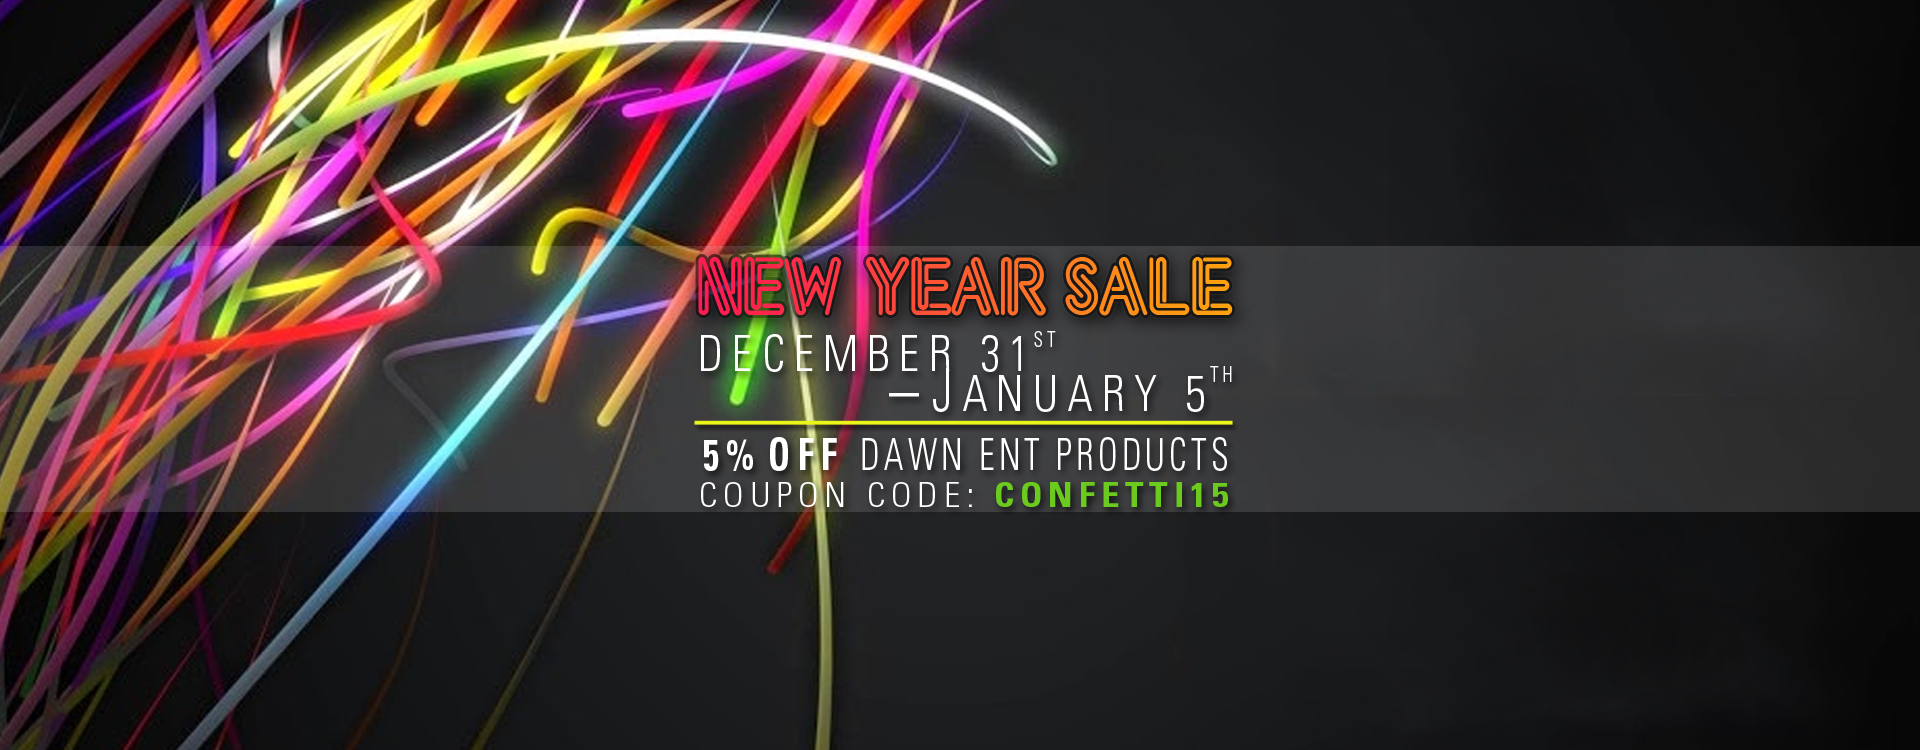 NEW YEAR SALE
DECEMBER 31ST
–JANUARY 5TH
5% OFF DAWN ENT PRODUCTS
COUPON CODE: CONFETTI15